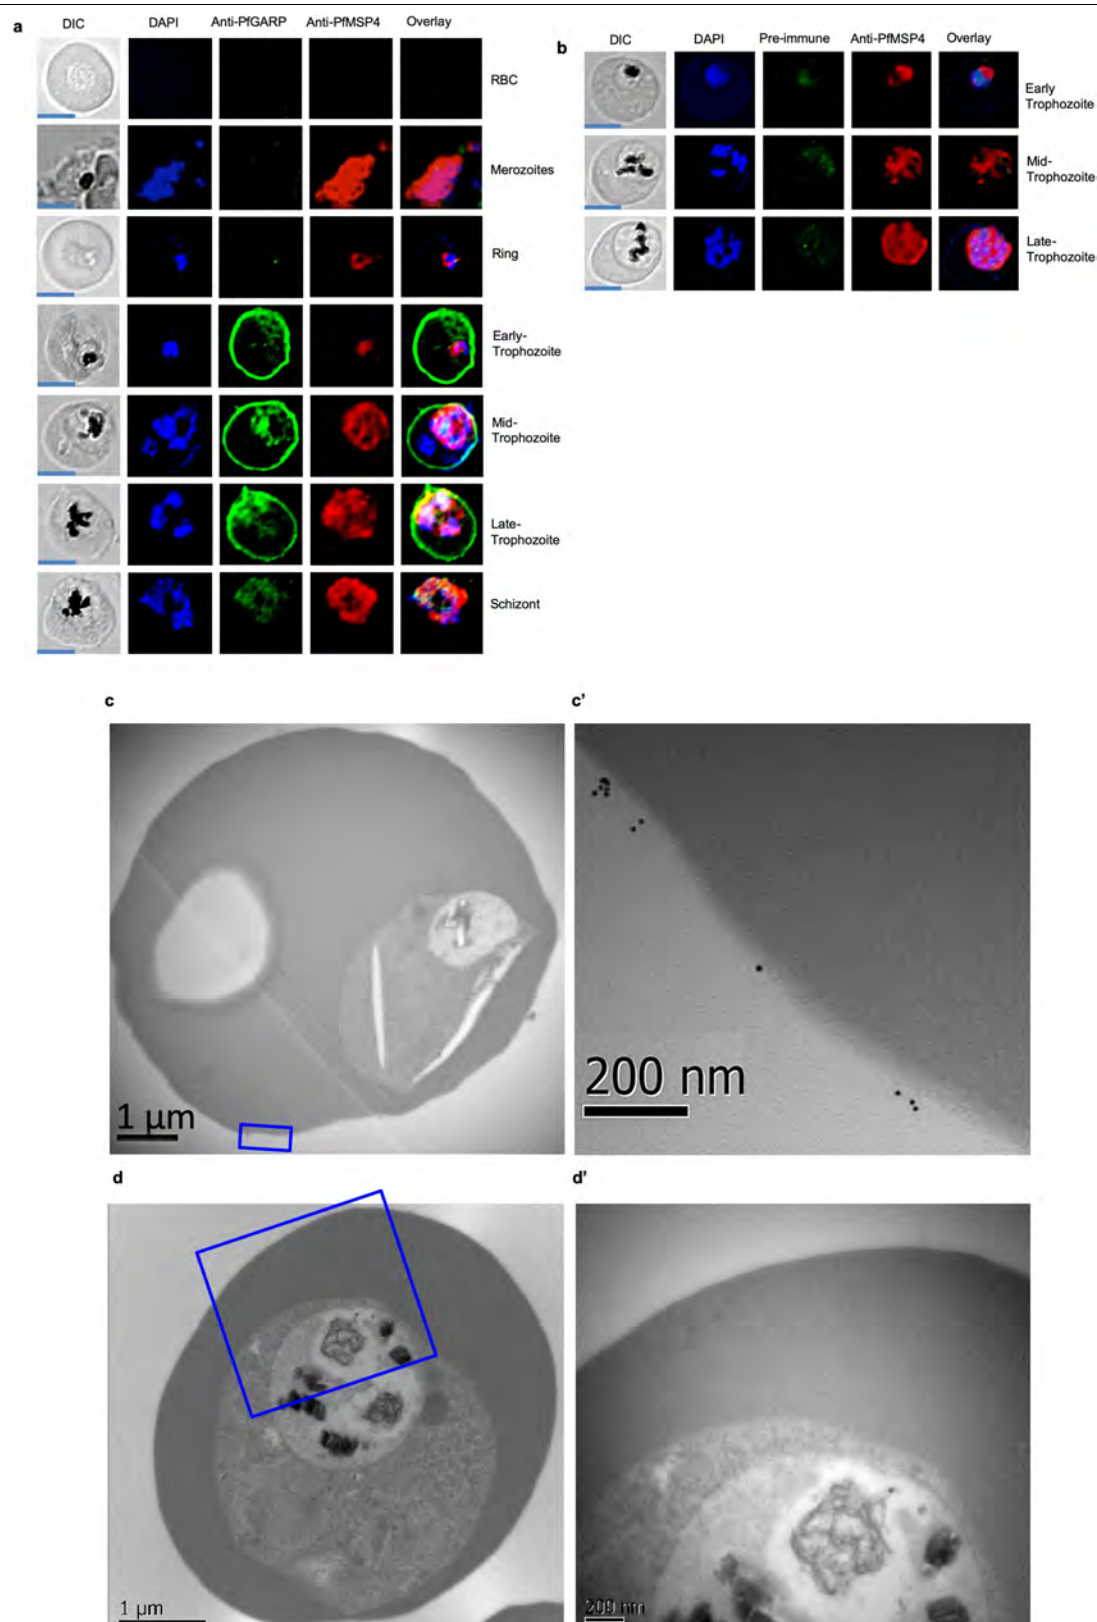 a
DIC DAPI Anti-PfGARP Anti-PfMSP4 Overlay
RBC
Merozoites
Ring
Early-
Trophozoite
Mid-
Trophozoite
Late-
Trophozoite
Schizont
b
DIC DAPI Pre-immune Anti-PfMSP4 Overlay
Early
Trophozoite
Mid-
Trophozoite
Late-
Trophozoite
c
1 µm
c'
200 nm
d
1 µm
d'
200 nm